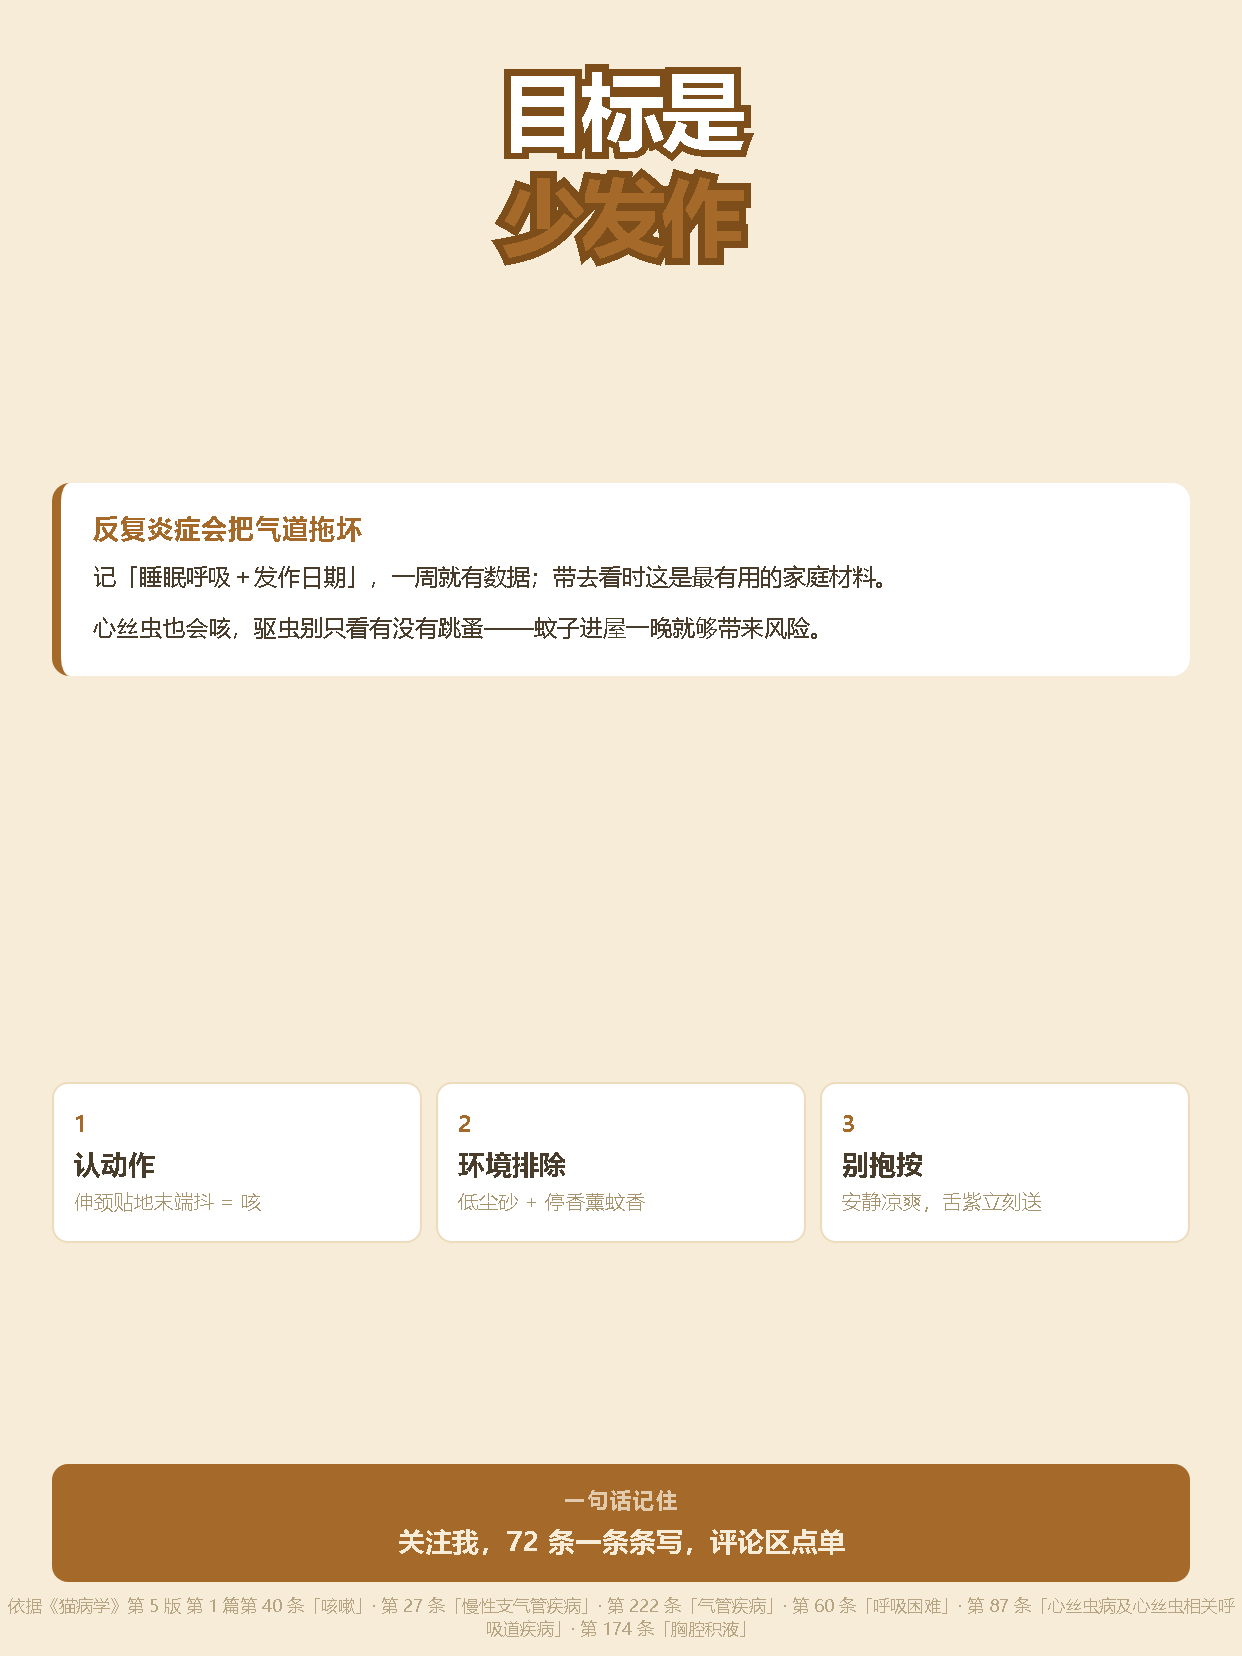 目标是
少发作
反复炎症会把气道拖坏
记「睡眠呼吸 + 发作日期」，一周就有数据；带去看时这是最有用的家庭材料。
心丝虫也会咳，驱虫别只看有没有跳蚤——蚊子进屋一晚就够带来风险。
1
认动作
伸颈贴地末端抖 = 咳
2
环境排除
低尘砂 + 停香薰蚊香
3
别抱按
安静凉爽，舌紫立刻送
一句话记住
关注我，72 条一条条写，评论区点单
依据《猫病学》第 5 版 第 1 篇第 40 条「咳嗽」· 第 27 条「慢性支气管疾病」· 第 222 条「气管疾病」· 第 60 条「呼吸困难」· 第 87 条「心丝虫病及心丝虫相关呼
吸道疾病」· 第 174 条「胸腔积液」